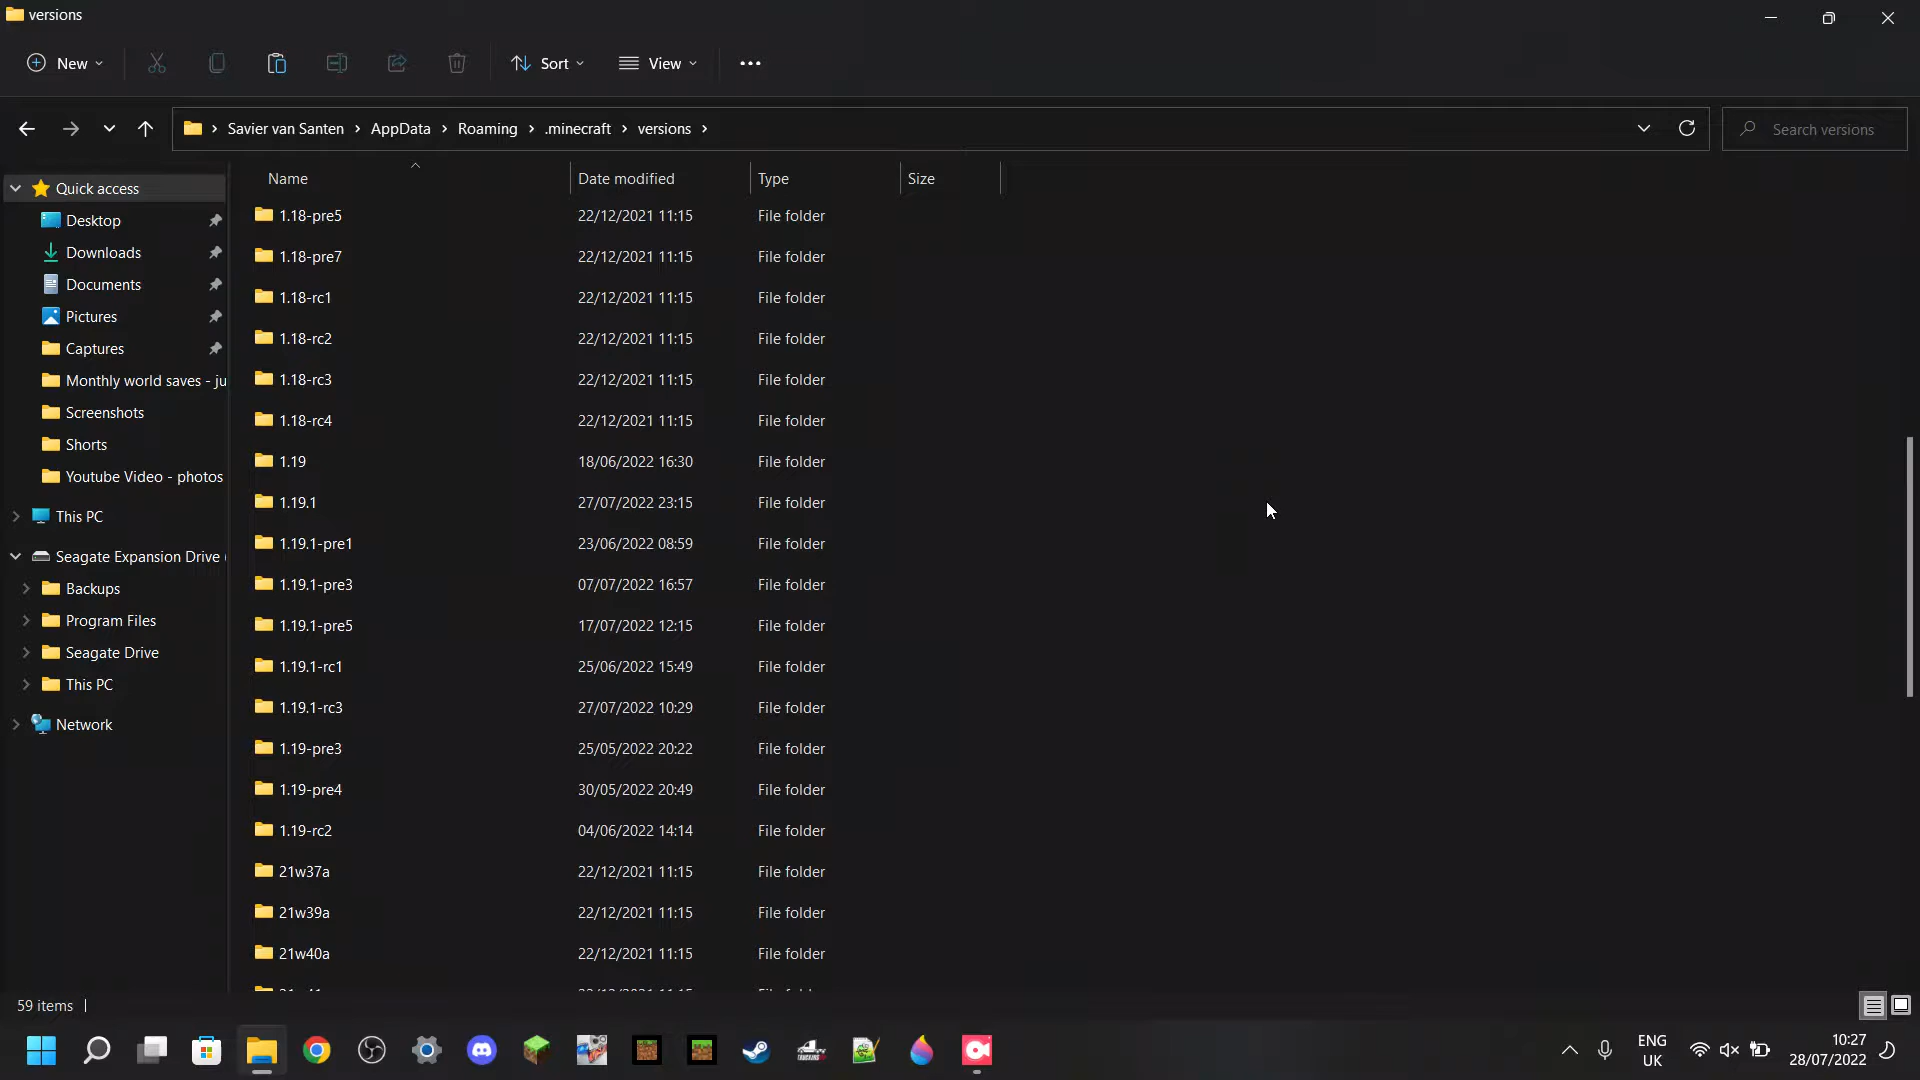 versions
New
Sort
View
Savier van Santen > AppData > Roaming > .minecraft > versions >
Search versions
Name Date modified Type Size
Quick access
Desktop
Downloads
Documents
Pictures
Captures
Monthly world saves - ju
Screenshots
Shorts
Youtube Video - photos
This PC
Seagate Expansion Drive (
Backups
Program Files
Seagate Drive
This PC
Network
1.18-pre5 22/12/2021 11:15 File folder
1.18-pre7 22/12/2021 11:15 File folder
1.18-rc1 22/12/2021 11:15 File folder
1.18-rc2 22/12/2021 11:15 File folder
1.18-rc3 22/12/2021 11:15 File folder
1.18-rc4 22/12/2021 11:15 File folder
1.19 18/06/2022 16:30 File folder
1.19.1 27/07/2022 23:15 File folder
1.19.1-pre1 23/06/2022 08:59 File folder
1.19.1-pre3 07/07/2022 16:57 File folder
1.19.1-pre5 17/07/2022 12:15 File folder
1.19.1-rc1 25/06/2022 15:49 File folder
1.19.1-rc3 27/07/2022 10:29 File folder
1.19-pre3 25/05/2022 20:22 File folder
1.19-pre4 30/05/2022 20:49 File folder
1.19-rc2 04/06/2022 14:14 File folder
21w37a 22/12/2021 11:15 File folder
21w39a 22/12/2021 11:15 File folder
21w40a 22/12/2021 11:15 File folder
59 items
ENG
UK
10:27
28/07/2022